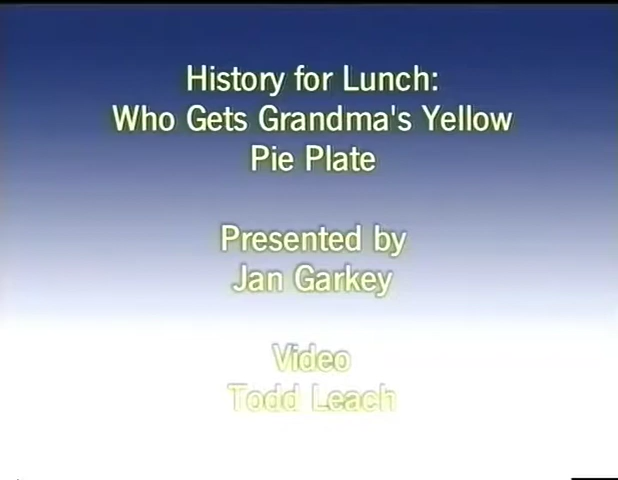 History for Lunch:
Who Gets Grandma's Yellow
Pie Plate
Presented by
Jan Garkey
Video
Todd Leach